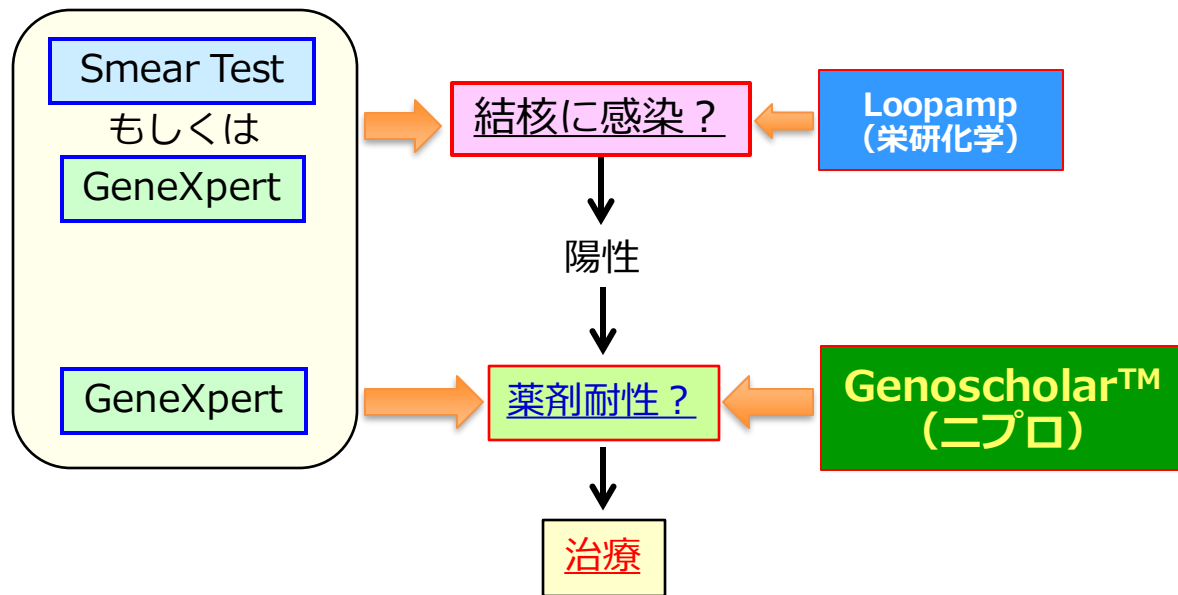 Smear Test
もしくは
GeneXpert
結核に感染？
Loopamp
（栄研化学）
陽性
GeneXpert
薬剤耐性？
Genoscholar™
（ニプロ）
治療